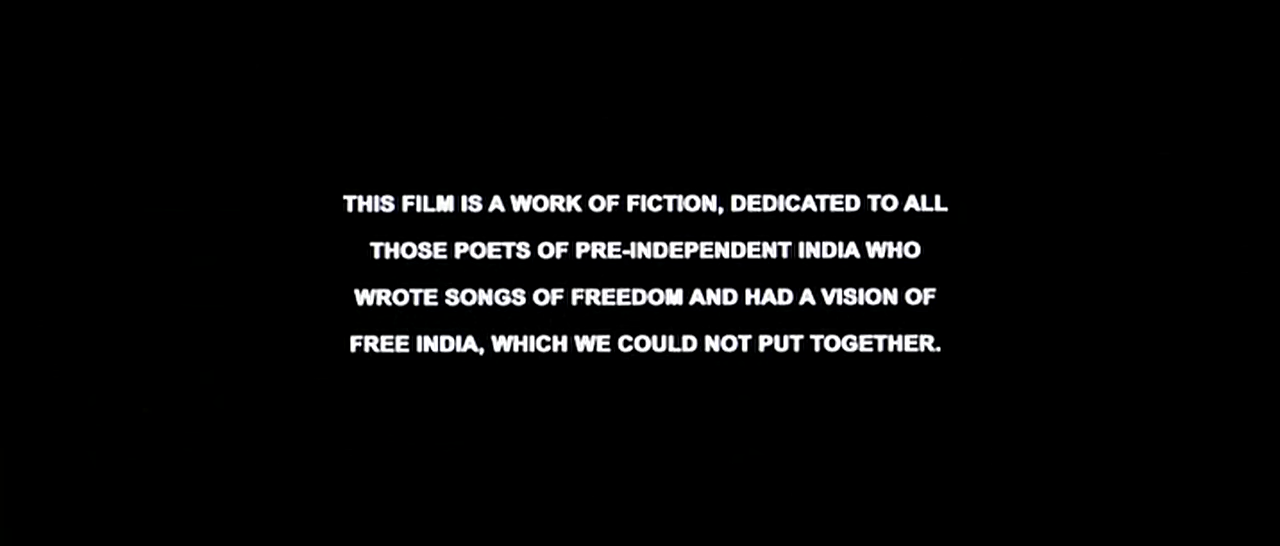 THIS FILM IS A WORK OF FICTION, DEDICATED TO ALL
THOSE POETS OF PRE-INDEPENDENT INDIA WHO
WROTE SONGS OF FREEDOM AND HAD A VISION OF
FREE INDIA, WHICH WE COULD NOT PUT TOGETHER.